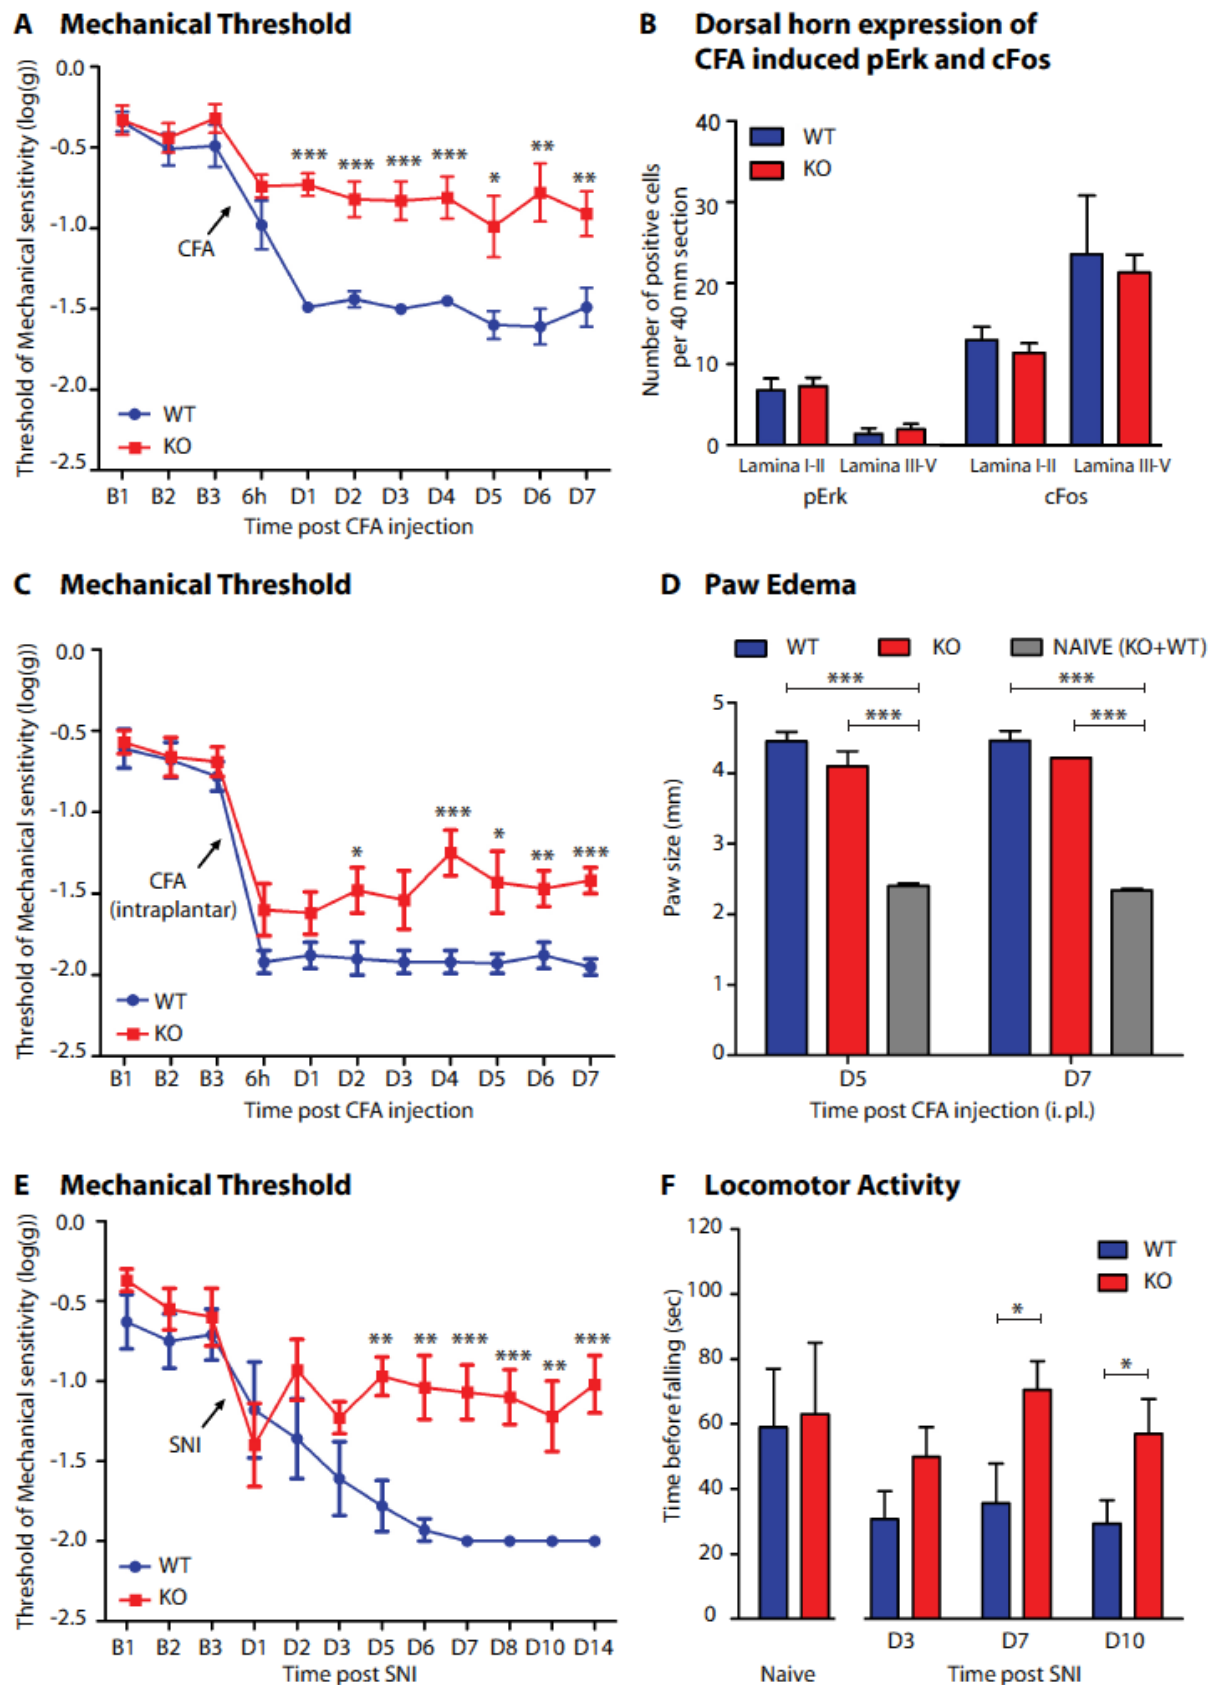 A Mechanical Threshold
Threshold of Mechanical sensitivity (log(g))
0.0
-0.5
-1.0
-1.5
-2.0
-2.5
*** *** *** *** * ** **
CFA
WT
KO
B1 B2 B3 6h D1 D2 D3 D4 D5 D6 D7
Time post CFA injection
B Dorsal horn expression of
CFA induced pErk and cFos
Number of positive cells
per 40 mm section
40
30
20
10
0
WT
KO
Lamina I-II Lamina III-V Lamina I-II Lamina III-V
pErk cFos
C Mechanical Threshold
Threshold of Mechanical sensitivity (log(g))
0.0
-0.5
-1.0
-1.5
-2.0
-2.5
* *** * ** ***
CFA
(intraplantar)
WT
KO
B1 B2 B3 6h D1 D2 D3 D4 D5 D6 D7
Time post CFA injection
D Paw Edema
WT KO NAIVE (KO+WT)
*** ***
*** ***
Paw size (mm)
5
4
3
2
1
0
D5 D7
Time post CFA injection (i. pl.)
E Mechanical Threshold
Threshold of Mechanical sensitivity (log(g))
0.0
-0.5
-1.0
-1.5
-2.0
-2.5
** ** *** *** ** ***
SNI
WT
KO
B1 B2 B3 D1 D2 D3 D5 D6 D7 D8 D10 D14
Time post SNI
F Locomotor Activity
Time before falling (sec)
120
100
80
60
40
20
0
WT
KO
*
*
D3 D7 D10
Naive Time post SNI